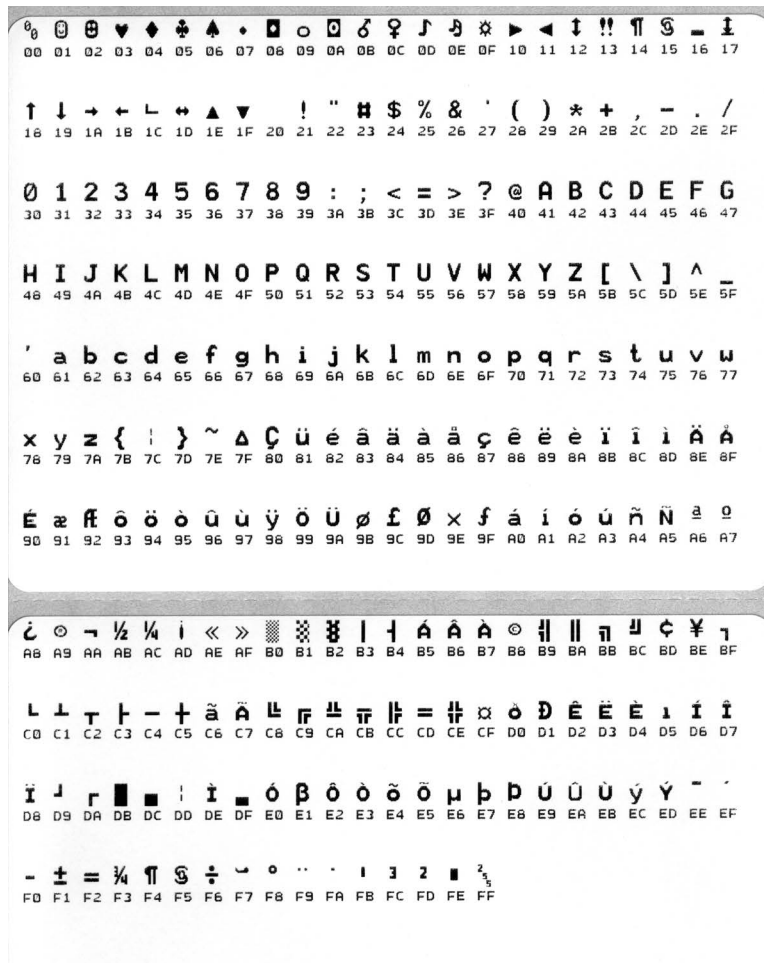 ⁰₀ ☺ ☻ ♥ ♦ ♣ ♠ • ◘ ○ ◙ ♂ ♀ ♪ ♫ ☼ ► ◄ ↕ ‼ ¶ § ▬ ↨
00 01 02 03 04 05 06 07 08 09 0A 0B 0C 0D 0E 0F 10 11 12 13 14 15 16 17
↑ ↓ → ← ∟ ↔ ▲ ▼   ! " # $ % & ' ( ) * + , - . /
18 19 1A 1B 1C 1D 1E 1F 20 21 22 23 24 25 26 27 28 29 2A 2B 2C 2D 2E 2F
0 1 2 3 4 5 6 7 8 9 : ; < = > ? @ A B C D E F G
30 31 32 33 34 35 36 37 38 39 3A 3B 3C 3D 3E 3F 40 41 42 43 44 45 46 47
H I J K L M N O P Q R S T U V W X Y Z [ \ ] ^ _
48 49 4A 4B 4C 4D 4E 4F 50 51 52 53 54 55 56 57 58 59 5A 5B 5C 5D 5E 5F
' a b c d e f g h i j k l m n o p q r s t u v w
60 61 62 63 64 65 66 67 68 69 6A 6B 6C 6D 6E 6F 70 71 72 73 74 75 76 77
x y z { ¦ } ~ ∆ Ç ü é â ä à å ç ê ë è ï î ì Ä Å
78 79 7A 7B 7C 7D 7E 7F 80 81 82 83 84 85 86 87 88 89 8A 8B 8C 8D 8E 8F
É æ Æ ô ö ò û ù ÿ Ö Ü ø £ Ø × ƒ á í ó ú ñ Ñ ª º
90 91 92 93 94 95 96 97 98 99 9A 9B 9C 9D 9E 9F A0 A1 A2 A3 A4 A5 A6 A7
¿ ® ¬ ½ ¼ ¡ « » ░ ▒ ▓ │ ┤ Á Â À © ╣ ║ ╗ ╝ ¢ ¥ ┐
A8 A9 AA AB AC AD AE AF B0 B1 B2 B3 B4 B5 B6 B7 B8 B9 BA BB BC BD BE BF
└ ┴ ┬ ├ ─ ┼ ã Ã ╚ ╔ ╩ ╦ ╠ = ╬ ¤ ð Đ Ê Ë È ı Í Î
C0 C1 C2 C3 C4 C5 C6 C7 C8 C9 CA CB CC CD CE CF D0 D1 D2 D3 D4 D5 D6 D7
Ï ┘ ┌ █ ▄ ¦ Ì ▄ Ó β Ô Ò õ Õ µ þ Þ Ú Û Ù ý Ý ¯ ´
D8 D9 DA DB DC DD DE DF E0 E1 E2 E3 E4 E5 E6 E7 E8 E9 EA EB EC ED EE EF
- ± = ¾ ¶ § ÷ ¸ ° ¨ · ı ³ ² ■ ²₅₅
F0 F1 F2 F3 F4 F5 F6 F7 F8 F9 FA FB FC FD FE FF